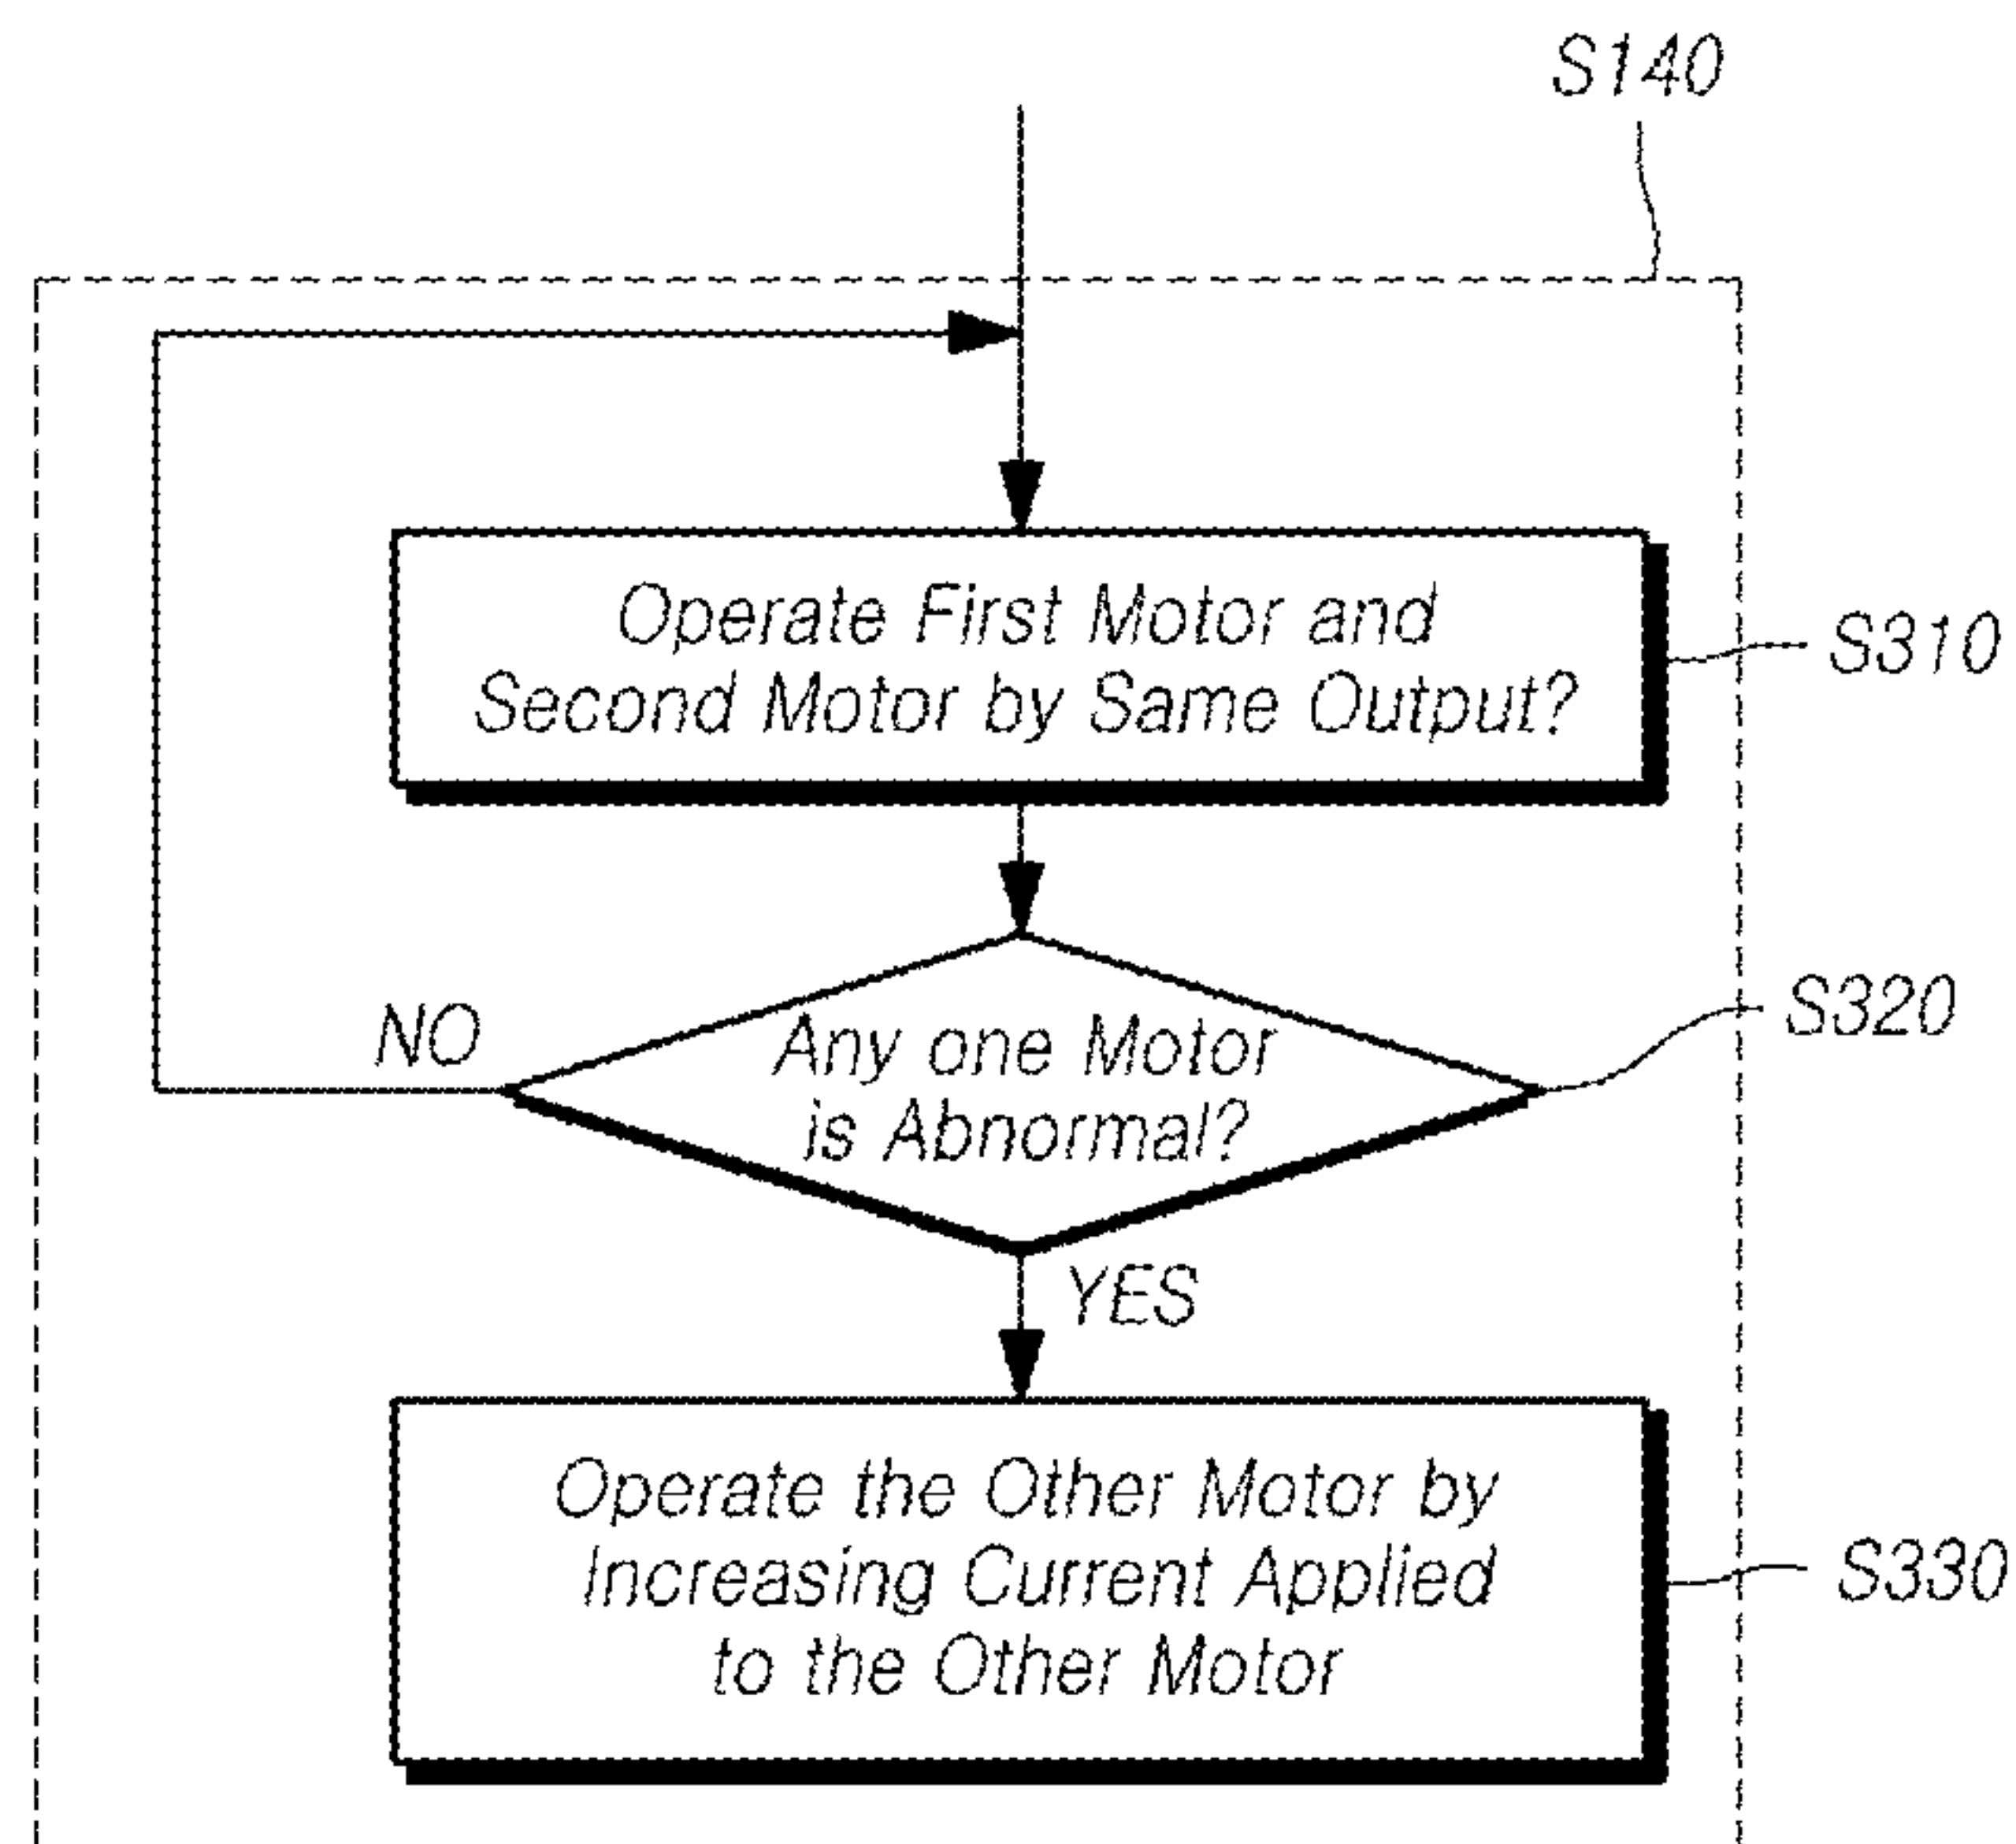 S140
Operate First Motor and
Second Motor by Same Output?
S310
Any one Motor
is Abnormal?
S320
NO
YES
Operate the Other Motor by
Increasing Current Applied
to the Other Motor
S330